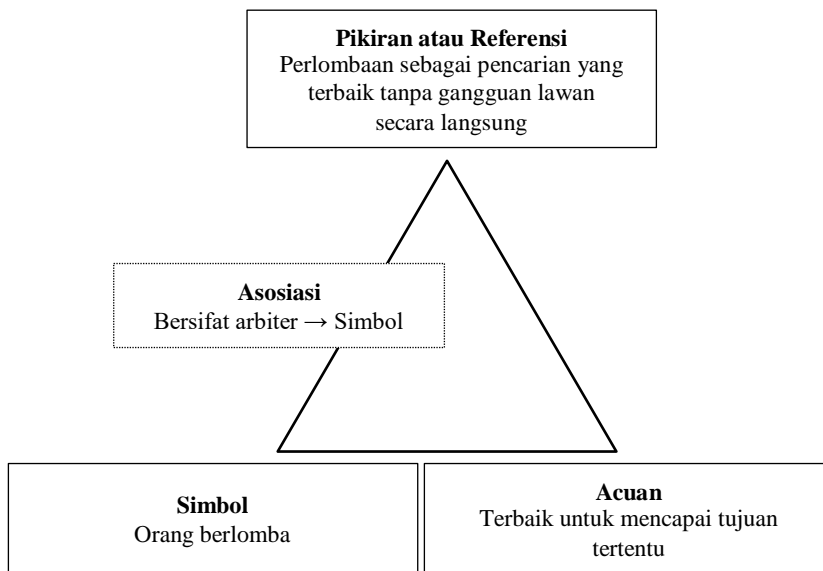 Pikiran atau Referensi
Perlombaan sebagai pencarian yang
terbaik tanpa gangguan lawan
secara langsung
Asosiasi
Bersifat arbiter → Simbol
Simbol
Orang berlomba
Acuan
Terbaik untuk mencapai tujuan
tertentu